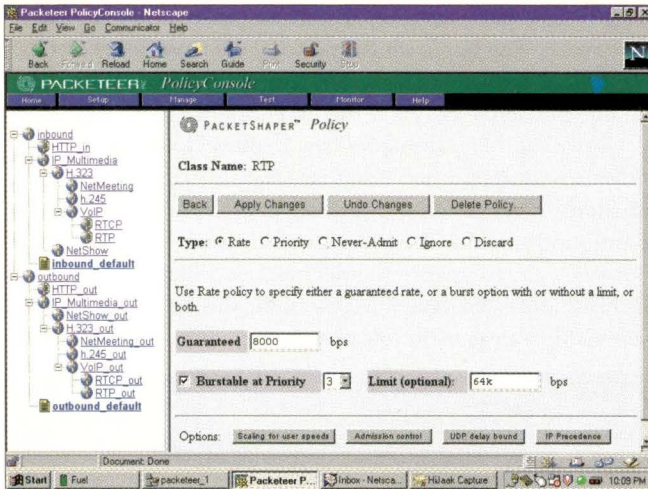 Packeteer PolicyConsole - Netscape
File Edit View Go Communicator Help
Back Forward Reload Home Search Guide Print Security Stop
N
PACKETEER PolicyConsole
Home Setup Manage Test Monitor Help
inbound
HTTP_in
IP_Multimedia
H.323
NetMeeting
h.245
VoIP
RTCP
RTP
NetShow
inbound_default
outbound
HTTP_out
IP_Multimedia_out
NetShow_out
H.323_out
NetMeeting_out
h.245_out
VoIP_out
RTCP_out
RTP_out
outbound_default
PACKETSHAPER™ Policy
Class Name: RTP
Back Apply Changes Undo Changes Delete Policy...
Type: Rate Priority Never-Admit Ignore Discard
Use Rate policy to specify either a guaranteed rate, or a burst option with or without a limit, or
both.
Guaranteed 8000 bps
Burstable at Priority 3 Limit (optional): 64k bps
Options: Scaling for user speeds Admission control UDP delay bound IP Precedence
Document: Done
Start Fuel packeteer_1 Packeteer P... Inbox - Netsca... HiJaak Capture 10:09 PM